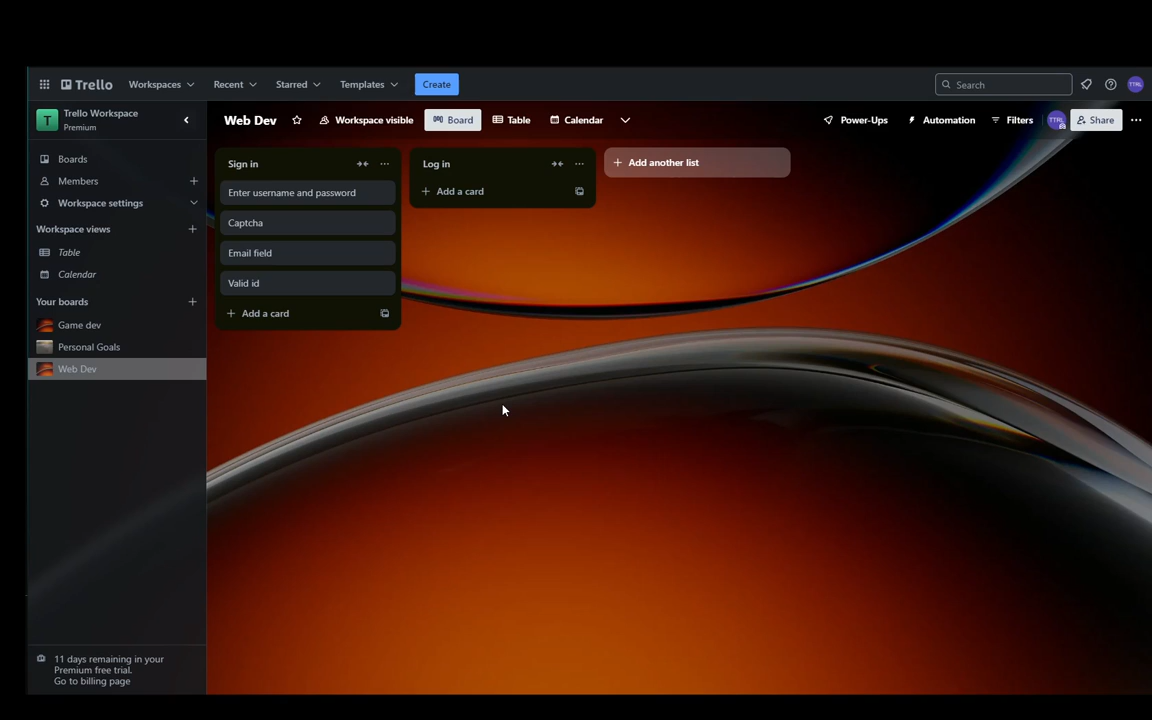 Trello
Workspaces
Recent
Starred
Templates
Create
Search
TTRL
T
Trello Workspace
Premium
Web Dev
Workspace visible
Board
Table
Calendar
Power-Ups
Automation
Filters
TTRL
Share
Boards
Members
Workspace settings
Workspace views
Table
Calendar
Your boards
Game dev
Personal Goals
Web Dev
Sign in
Enter username and password
Captcha
Email field
Valid id
Add a card
Log in
Add a card
Add another list
11 days remaining in your
Premium free trial.
Go to billing page